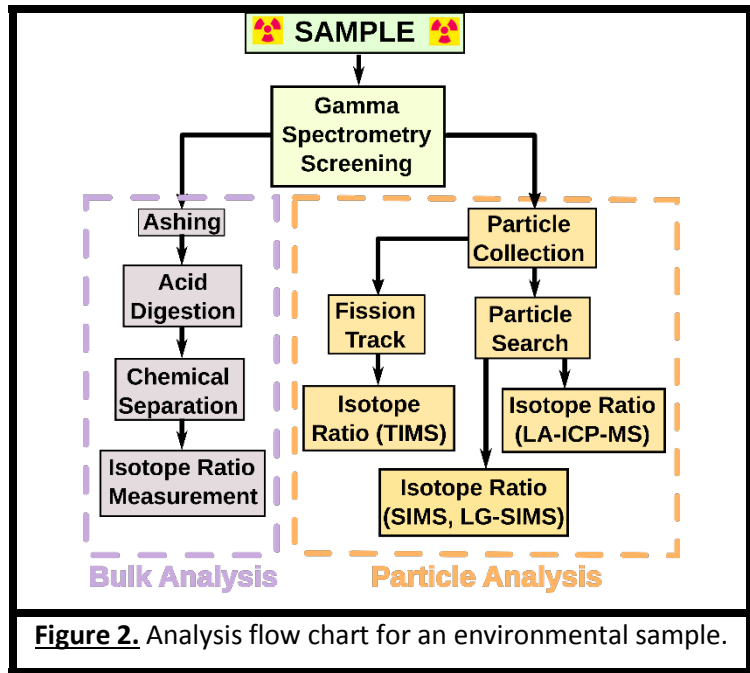 SAMPLE
Gamma
Spectrometry
Screening
Ashing
Acid
Digestion
Chemical
Separation
Isotope Ratio
Measurement
Bulk Analysis
Particle
Collection
Fission
Track
Particle
Search
Isotope
Ratio (TIMS)
Isotope Ratio
(LA-ICP-MS)
Isotope Ratio
(SIMS, LG-SIMS)
Particle Analysis
Figure 2. Analysis flow chart for an environmental sample.